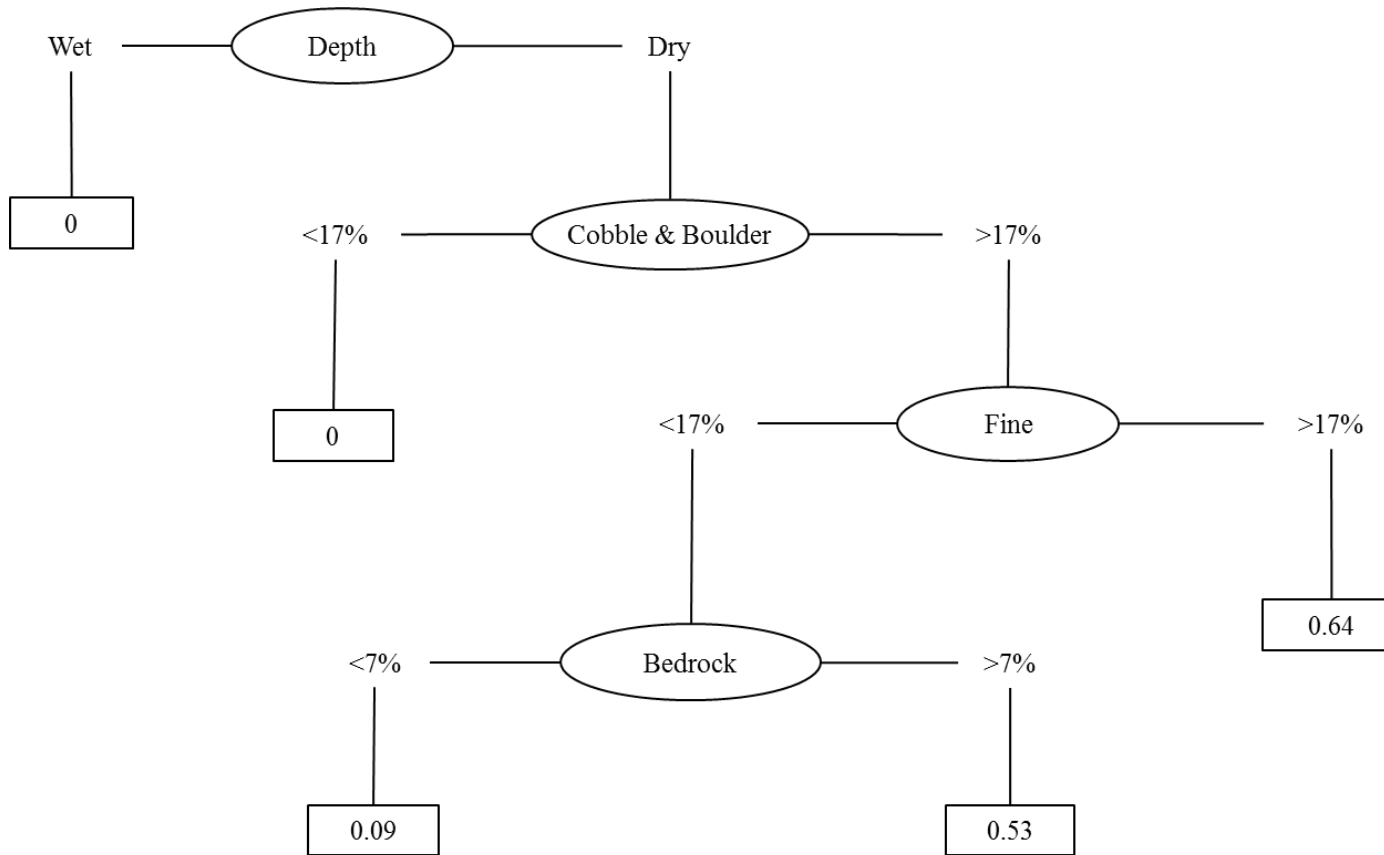 Wet
Depth
Dry
0
<17%
Cobble & Boulder
>17%
0
<17%
Fine
>17%
0.64
<7%
Bedrock
>7%
0.09
0.53